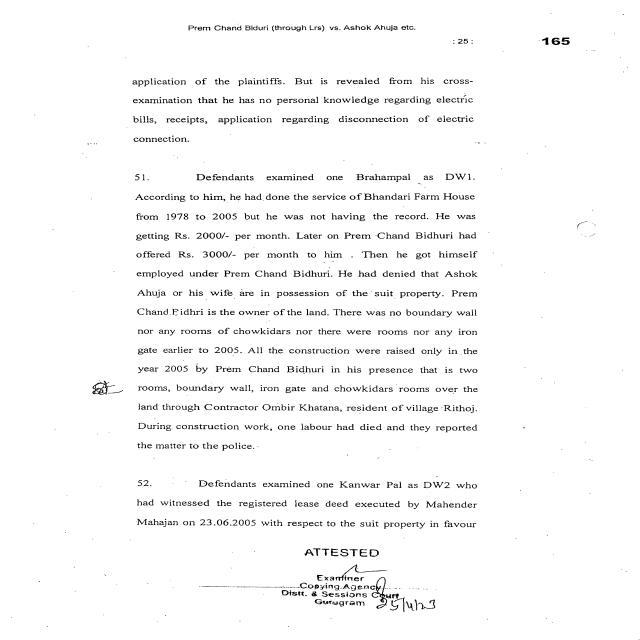 Prem Chand Biduri (through Lrs) vs. Ashok Ahuja etc.
: 25 :
165
application of the plaintiffs. But is revealed from his cross-
examination that he has no personal knowledge regarding electric
bills, receipts, application regarding disconnection of electric
connection.
51. Defendants examined one Brahampal as DW1.
According to him, he had done the service of Bhandari Farm House
from 1978 to 2005 but he was not having the record. He was
getting Rs. 2000/- per month. Later on Prem Chand Bidhuri had
offered Rs. 3000/- per month to him . Then he got himself
employed under Prem Chand Bidhuri. He had denied that Ashok
Ahuja or his wife are in possession of the suit property. Prem
Chand Bidhri is the owner of the land. There was no boundary wall
nor any rooms of chowkidars nor there were rooms nor any iron
gate earlier to 2005. All the construction were raised only in the
year 2005 by Prem Chand Bidhuri in his presence that is two
rooms, boundary wall, iron gate and chowkidars rooms over the
land through Contractor Ombir Khatana, resident of village Rithoj.
During construction work, one labour had died and they reported
the matter to the police.
52. Defendants examined one Kanwar Pal as DW2 who
had witnessed the registered lease deed executed by Mahender
Mahajan on 23.06.2005 with respect to the suit property in favour
ATTESTED
Examiner
Copying Agency
Distt. & Sessions Court
Gurugram 25/4/23